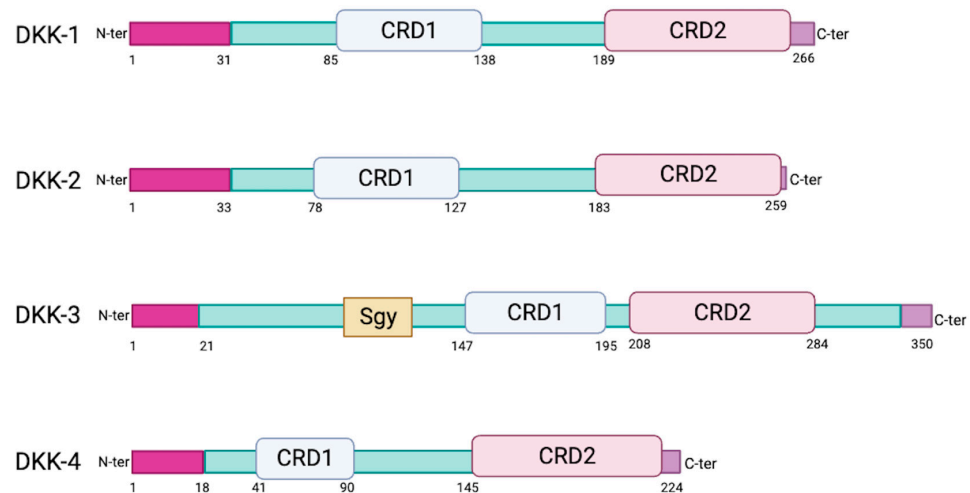 DKK-1 N-ter CRD1 CRD2 C-ter
1 31 85 138 189 266
DKK-2 N-ter CRD1 CRD2 C-ter
1 33 78 127 183 259
DKK-3 N-ter Sgy CRD1 CRD2 C-ter
1 21 147 195 208 284 350
DKK-4 N-ter CRD1 CRD2 C-ter
1 18 41 90 145 224